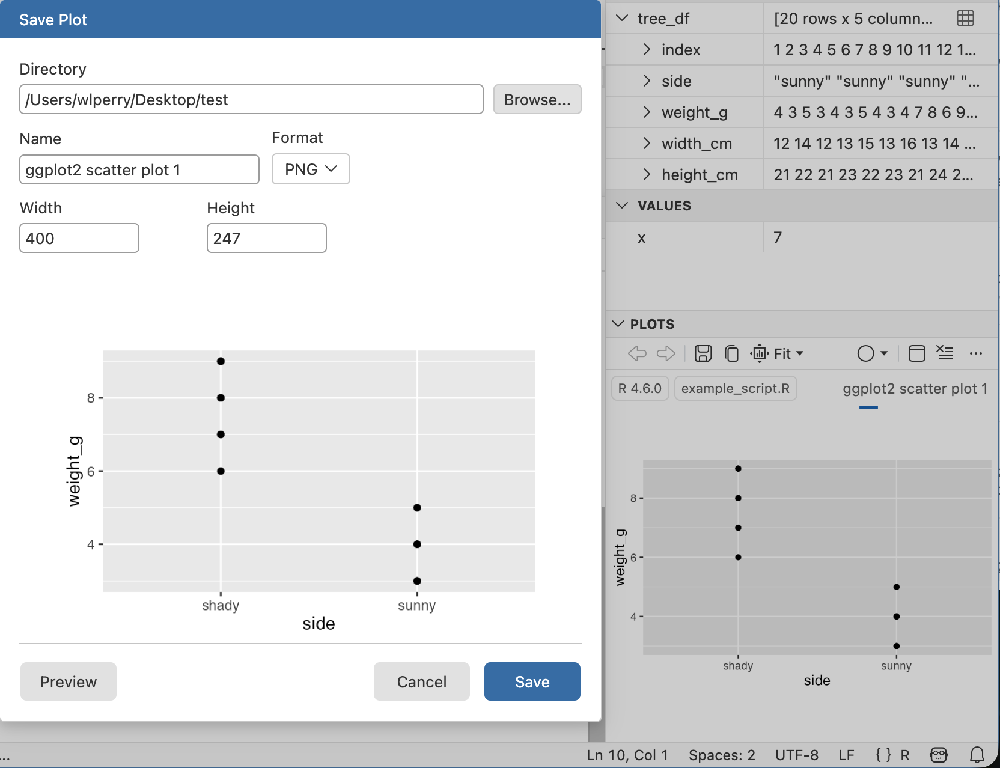 Save Plot
Directory
/Users/wlperry/Desktop/test
Browse...
Name
Format
ggplot2 scatter plot 1
PNG
Width
Height
400
247
8
6
4
weight_g
shady
sunny
side
Preview
Cancel
Save
tree_df
[20 rows x 5 column...
index
1 2 3 4 5 6 7 8 9 10 11 12 1...
side
"sunny" "sunny" "sunny" "...
weight_g
4 3 5 3 4 3 5 4 3 4 7 8 6 9...
width_cm
12 14 12 13 15 13 16 13 14 ...
height_cm
21 22 21 23 22 23 21 24 2...
VALUES
x
7
PLOTS
Fit
R 4.6.0
example_script.R
ggplot2 scatter plot 1
8
6
4
weight_g
shady
sunny
side
...
Ln 10, Col 1
Spaces: 2
UTF-8
LF
{} R